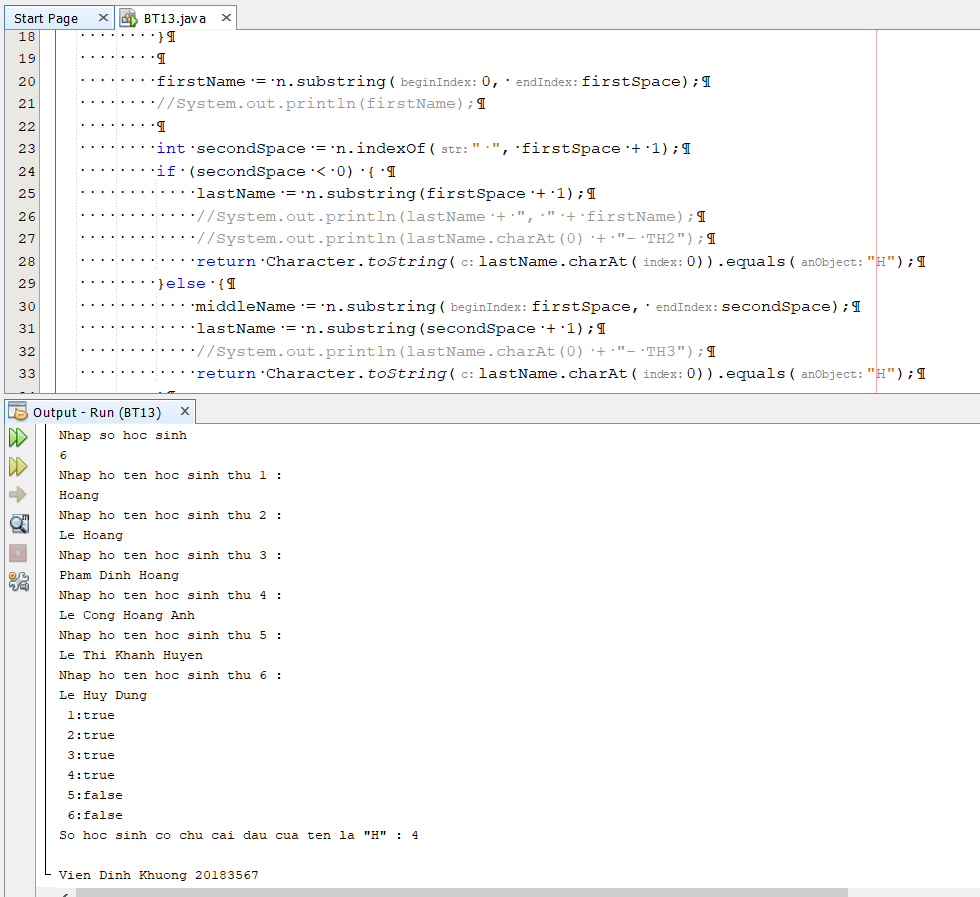 Start Page
BT13.java
18 }¶
19 ¶
20 firstName = n.substring( beginIndex: 0, endIndex: firstSpace);¶
21 //System.out.println(firstName);¶
22 ¶
23 int secondSpace = n.indexOf( str: " ", firstSpace + 1);¶
24 if (secondSpace < 0) { ¶
25 lastName = n.substring(firstSpace + 1);¶
26 //System.out.println(lastName + ", " + firstName);¶
27 //System.out.println(lastName.charAt(0) + "- TH2");¶
28 return Character.toString( c: lastName.charAt( index: 0)).equals( anObject: "H");¶
29 }else {¶
30 middleName = n.substring( beginIndex: firstSpace, endIndex: secondSpace);¶
31 lastName = n.substring(secondSpace + 1);¶
32 //System.out.println(lastName.charAt(0) + "- TH3");¶
33 return Character.toString( c: lastName.charAt( index: 0)).equals( anObject: "H");¶
Output - Run (BT13)
Nhap so hoc sinh
6
Nhap ho ten hoc sinh thu 1 :
Hoang
Nhap ho ten hoc sinh thu 2 :
Le Hoang
Nhap ho ten hoc sinh thu 3 :
Pham Dinh Hoang
Nhap ho ten hoc sinh thu 4 :
Le Cong Hoang Anh
Nhap ho ten hoc sinh thu 5 :
Le Thi Khanh Huyen
Nhap ho ten hoc sinh thu 6 :
Le Huy Dung
1:true
2:true
3:true
4:true
5:false
6:false
So hoc sinh co chu cai dau cua ten la "H" : 4
Vien Dinh Khuong 20183567